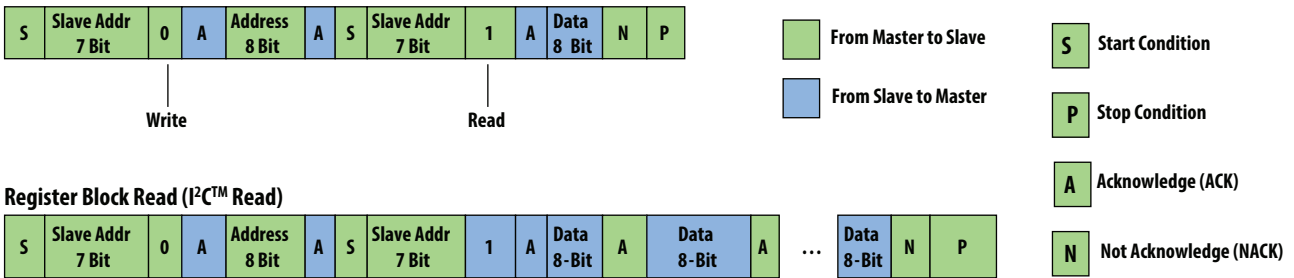 S Slave Addr 7 Bit 0 A Address 8 Bit A S Slave Addr 7 Bit 1 A Data 8 Bit N P
Write
Read
From Master to Slave
From Slave to Master
S Start Condition
P Stop Condition
A Acknowledge (ACK)
N Not Acknowledge (NACK)
Register Block Read (I²C™ Read)
S Slave Addr 7 Bit 0 A Address 8 Bit A S Slave Addr 7 Bit 1 A Data 8-Bit A Data 8-Bit A ... Data 8-Bit N P